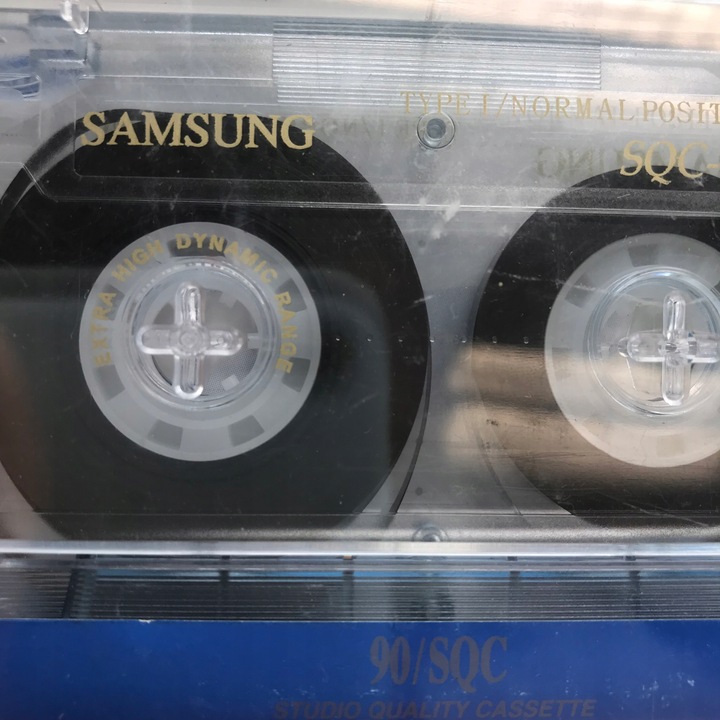 TYPE I/NORMAL POSIT
SAMSUNG
SQC-
EXTRA HIGH DYNAMIC RANGE
90/SQC
STUDIO QUALITY CASSETTE